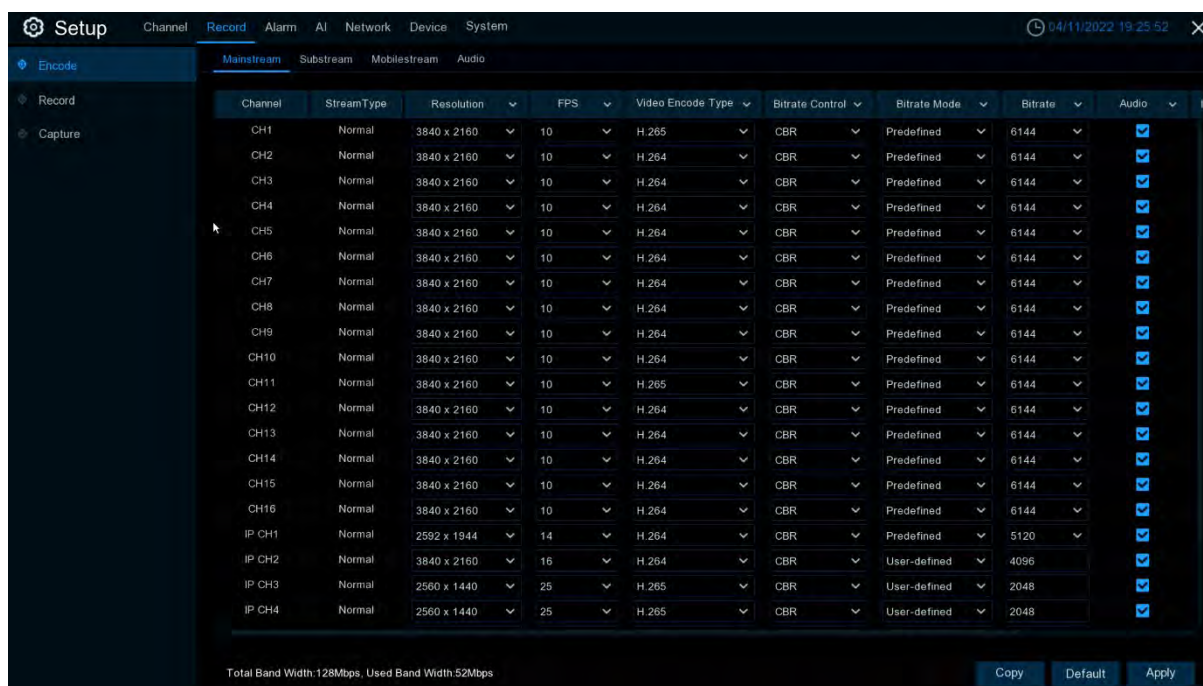 Setup Channel Record Alarm AI Network Device System 04/11/2022 19:25:52
Encode
Record
Capture
Mainstream Substream Mobilestream Audio
Channel StreamType Resolution FPS Video Encode Type Bitrate Control Bitrate Mode Bitrate Audio
CH1 Normal 3840 x 2160 10 H.265 CBR Predefined 6144
CH2 Normal 3840 x 2160 10 H.264 CBR Predefined 6144
CH3 Normal 3840 x 2160 10 H.264 CBR Predefined 6144
CH4 Normal 3840 x 2160 10 H.264 CBR Predefined 6144
CH5 Normal 3840 x 2160 10 H.264 CBR Predefined 6144
CH6 Normal 3840 x 2160 10 H.264 CBR Predefined 6144
CH7 Normal 3840 x 2160 10 H.264 CBR Predefined 6144
CH8 Normal 3840 x 2160 10 H.264 CBR Predefined 6144
CH9 Normal 3840 x 2160 10 H.264 CBR Predefined 6144
CH10 Normal 3840 x 2160 10 H.264 CBR Predefined 6144
CH11 Normal 3840 x 2160 10 H.265 CBR Predefined 6144
CH12 Normal 3840 x 2160 10 H.264 CBR Predefined 6144
CH13 Normal 3840 x 2160 10 H.264 CBR Predefined 6144
CH14 Normal 3840 x 2160 10 H.264 CBR Predefined 6144
CH15 Normal 3840 x 2160 10 H.264 CBR Predefined 6144
CH16 Normal 3840 x 2160 10 H.264 CBR Predefined 6144
IP CH1 Normal 2592 x 1944 14 H.264 CBR Predefined 5120
IP CH2 Normal 3840 x 2160 16 H.264 CBR User-defined 4096
IP CH3 Normal 2560 x 1440 25 H.265 CBR User-defined 2048
IP CH4 Normal 2560 x 1440 25 H.265 CBR User-defined 2048
Total Band Width:128Mbps, Used Band Width:52Mbps Copy Default Apply